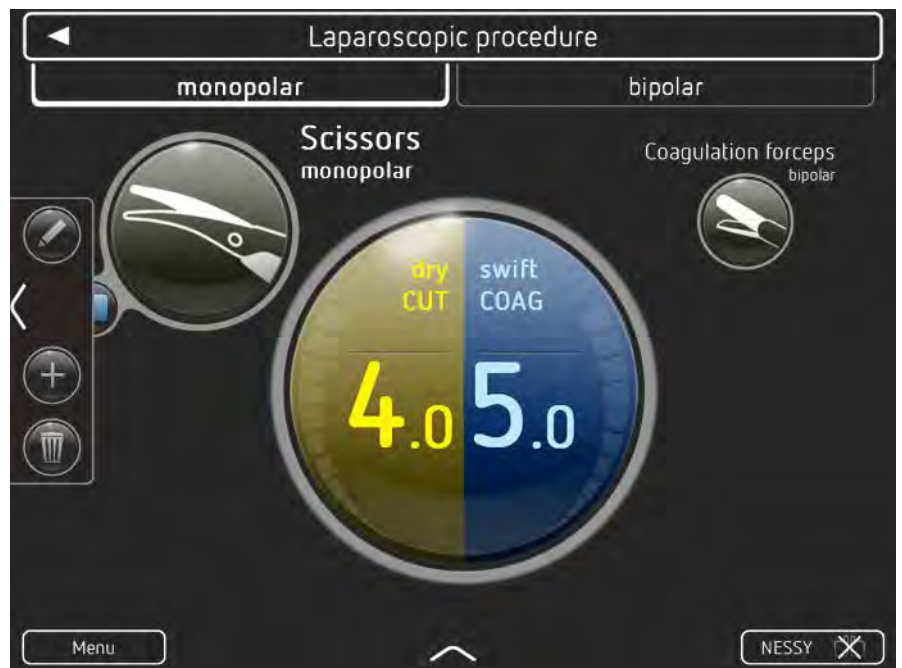 Laparoscopic procedure
monopolar
bipolar
Scissors
monopolar
Coagulation forceps
bipolar
dry
CUT
swift
COAG
4.0
5.0
Menu
NESSY